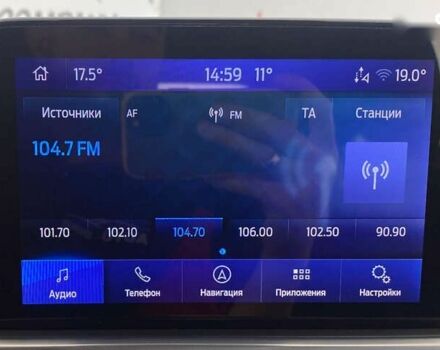 17.5° 14:59 11° 19.0°
Источники AF FM TA Станции
104.7 FM
101.70 102.10 104.70 106.00 102.50 90.90
Аудио Телефон Навигация Приложения Настройки